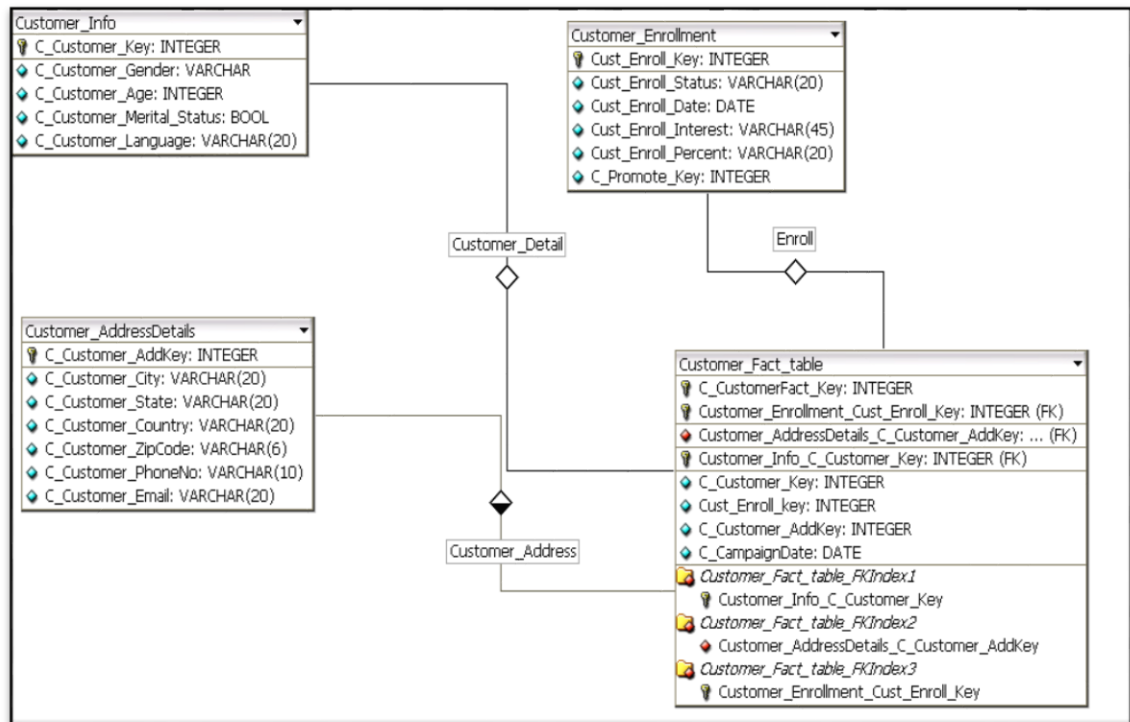 Customer_Info
C_Customer_Key: INTEGER
C_Customer_Gender: VARCHAR
C_Customer_Age: INTEGER
C_Customer_Merital_Status: BOOL
C_Customer_Language: VARCHAR(20)
Customer_Enrollment
Cust_Enroll_Key: INTEGER
Cust_Enroll_Status: VARCHAR(20)
Cust_Enroll_Date: DATE
Cust_Enroll_Interest: VARCHAR(45)
Cust_Enroll_Percent: VARCHAR(20)
C_Promote_Key: INTEGER
Customer_Detail
Enroll
Customer_AddressDetails
C_Customer_AddKey: INTEGER
C_Customer_City: VARCHAR(20)
C_Customer_State: VARCHAR(20)
C_Customer_Country: VARCHAR(20)
C_Customer_ZipCode: VARCHAR(6)
C_Customer_PhoneNo: VARCHAR(10)
C_Customer_Email: VARCHAR(20)
Customer_Address
Customer_Fact_table
C_CustomerFact_Key: INTEGER
Customer_Enrollment_Cust_Enroll_Key: INTEGER (FK)
Customer_AddressDetails_C_Customer_AddKey: ... (FK)
Customer_Info_C_Customer_Key: INTEGER (FK)
C_Customer_Key: INTEGER
Cust_Enroll_key: INTEGER
C_Customer_AddKey: INTEGER
C_CampaignDate: DATE
Customer_Fact_table_FKIndex1
Customer_Info_C_Customer_Key
Customer_Fact_table_FKIndex2
Customer_AddressDetails_C_Customer_AddKey
Customer_Fact_table_FKIndex3
Customer_Enrollment_Cust_Enroll_Key